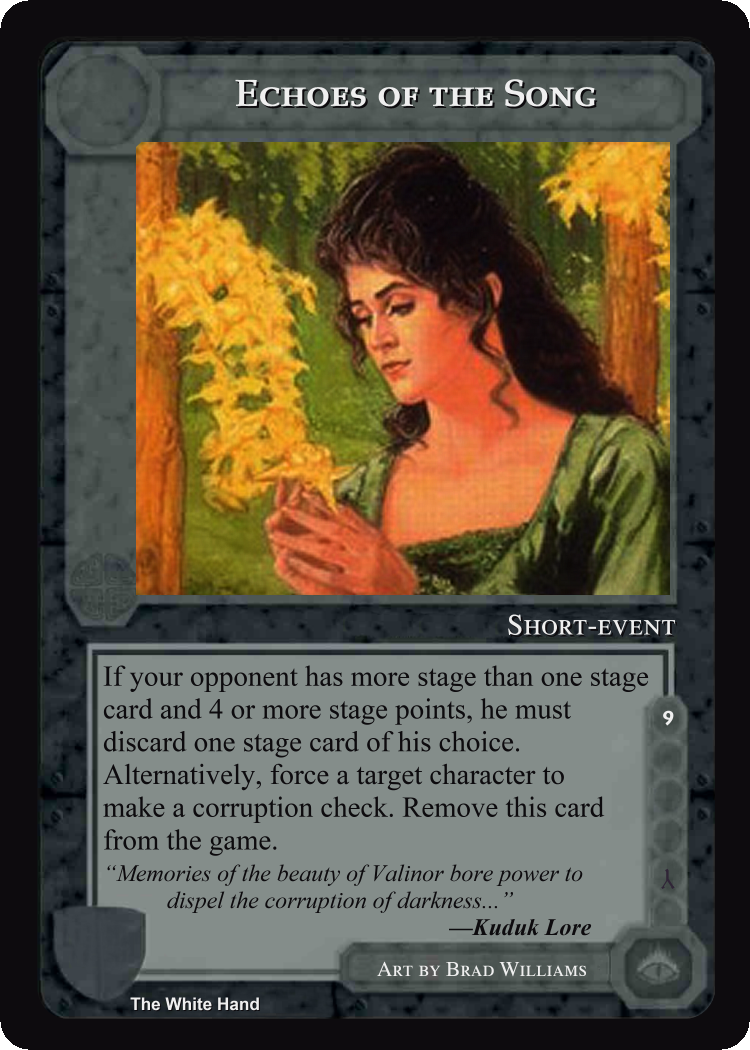 Echoes of the Song
Short-event
If your opponent has more stage than one stage
card and 4 or more stage points, he must
discard one stage card of his choice.
Alternatively, force a target character to
make a corruption check. Remove this card
from the game.
9
“Memories of the beauty of Valinor bore power to
dispel the corruption of darkness...”
—Kuduk Lore
Art by Brad Williams
The White Hand